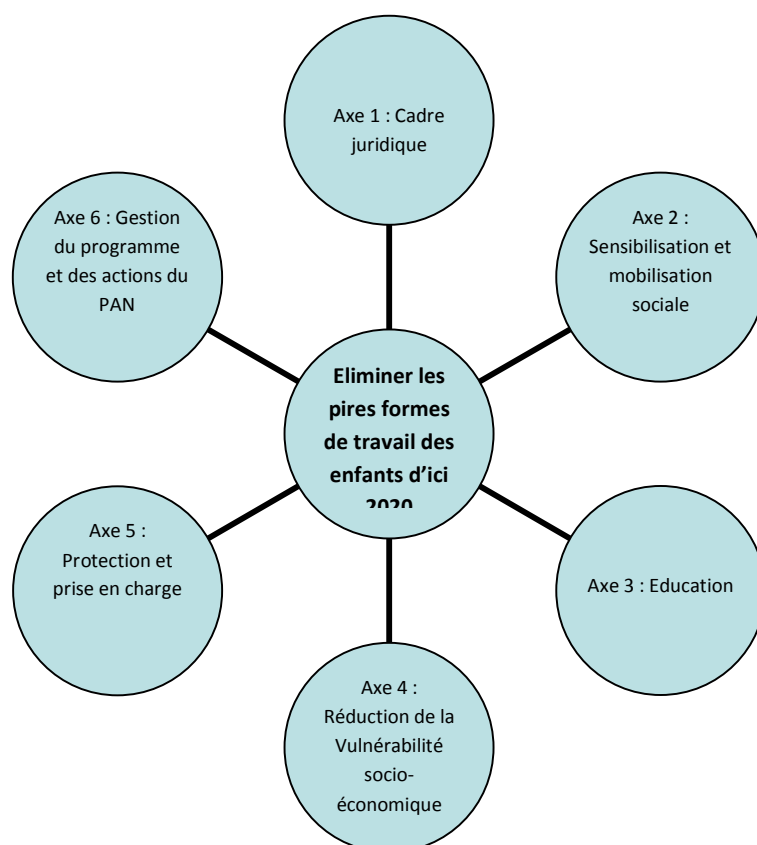 Axe 1 : Cadre
juridique
Axe 2 :
Sensibilisation et
mobilisation
sociale
Axe 3 : Education
Axe 4 :
Réduction de la
Vulnérabilité
socio-
économique
Axe 5 :
Protection et
prise en charge
Axe 6 : Gestion
du programme
et des actions du
PAN
Eliminer les
pires formes
de travail des
enfants d’ici
2020